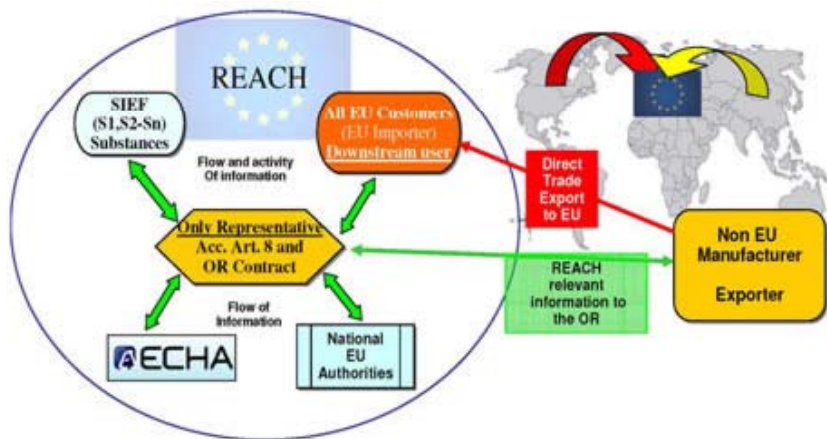 REACH
SIEF
(S1,S2-Sn)
Substances
All EU Customers
(EU Importer)
Downstream user
Flow and activity
Of information
Only Representative
Acc. Art. 8 and
OR Contract
Flow of
Information
ECHA
National
EU
Authorities
Direct
Trade
Export
to EU
REACH
relevant
information to
the OR
Non EU
Manufacturer
Exporter